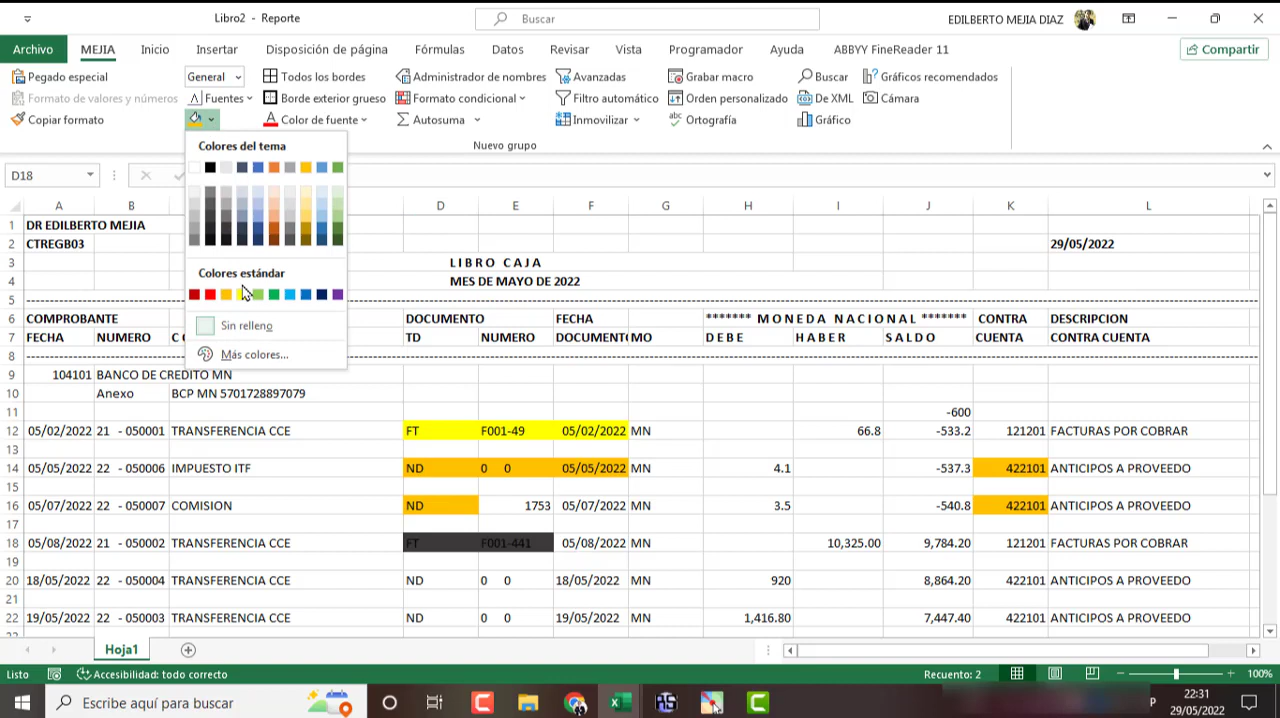 Libro2 - Reporte
Buscar
EDILBERTO MEJIA DIAZ
Archivo MEJIA Inicio Insertar Disposición de página Fórmulas Datos Revisar Vista Programador Ayuda ABBYY FineReader 11 Compartir
Pegado especial General Todos los bordes Administrador de nombres Avanzadas Grabar macro Buscar Gráficos recomendados
Formato de valores y números Fuentes Borde exterior grueso Formato condicional Filtro automático Orden personalizado De XML Cámara
Copiar formato Color de fuente Autosuma Inmovilizar Ortografía Gráfico
Nuevo grupo
Colores del tema
Colores estándar
Sin relleno
Más colores...
D18
A B D E F G H I J K L
1 DR EDILBERTO MEJIA
2 CTREGB03 29/05/2022
3 L I B R O C A J A
4 MES DE MAYO DE 2022
5 --------------------
6 COMPROBANTE DOCUMENTO FECHA ******* M O N E D A N A C I O N A L ******* CONTRA DESCRIPCION
7 FECHA NUMERO C O TD NUMERO DOCUMENTO MO D E B E H A B E R S A L D O CUENTA CONTRA CUENTA
8 --------------------
9 104101 BANCO DE CREDITO MN
10 Anexo BCP MN 5701728897079
11 -600
12 05/02/2022 21 - 050001 TRANSFERENCIA CCE FT F001-49 05/02/2022 MN 66.8 -533.2 121201 FACTURAS POR COBRAR
13
14 05/05/2022 22 - 050006 IMPUESTO ITF ND 0 0 05/05/2022 MN 4.1 -537.3 422101 ANTICIPOS A PROVEEDO
15
16 05/07/2022 22 - 050007 COMISION ND 1753 05/07/2022 MN 3.5 -540.8 422101 ANTICIPOS A PROVEEDO
17
18 05/08/2022 21 - 050002 TRANSFERENCIA CCE FT F001-441 05/08/2022 MN 10,325.00 9,784.20 121201 FACTURAS POR COBRAR
19
20 18/05/2022 22 - 050004 TRANSFERENCIA CCE ND 0 0 18/05/2022 MN 920 8,864.20 422101 ANTICIPOS A PROVEEDO
21
22 19/05/2022 22 - 050003 TRANSFERENCIA CCE ND 0 0 19/05/2022 MN 1,416.80 7,447.40 422101 ANTICIPOS A PROVEEDO
Hoja1
Listo Accesibilidad: todo correcto Recuento: 2 100%
Escribe aquí para buscar P 22:31
29/05/2022